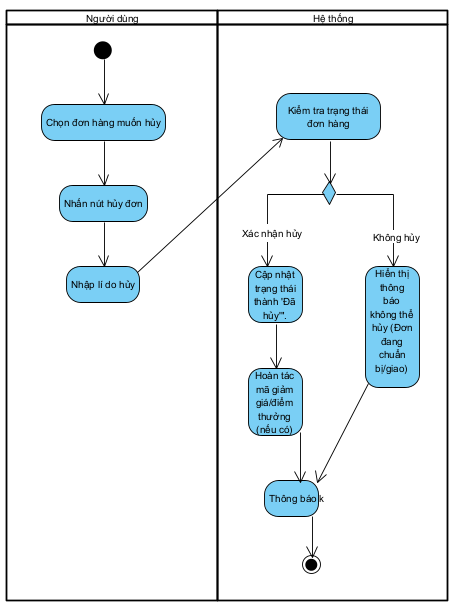 Người dùng
Hệ thống
Chọn đơn hàng muốn hủy
Nhấn nút hủy đơn
Nhập lí do hủy
Kiểm tra trạng thái
đơn hàng
Xác nhận hủy
Không hủy
Cập nhật
trạng thái
thành 'Đã
hủy'".
Hiển thị
thông
báo
không thể
hủy (Đơn
đang
chuẩn
bị/giao)
Hoàn tác
mã giảm
giá/điểm
thưởng
(nếu có)
Thông báo k